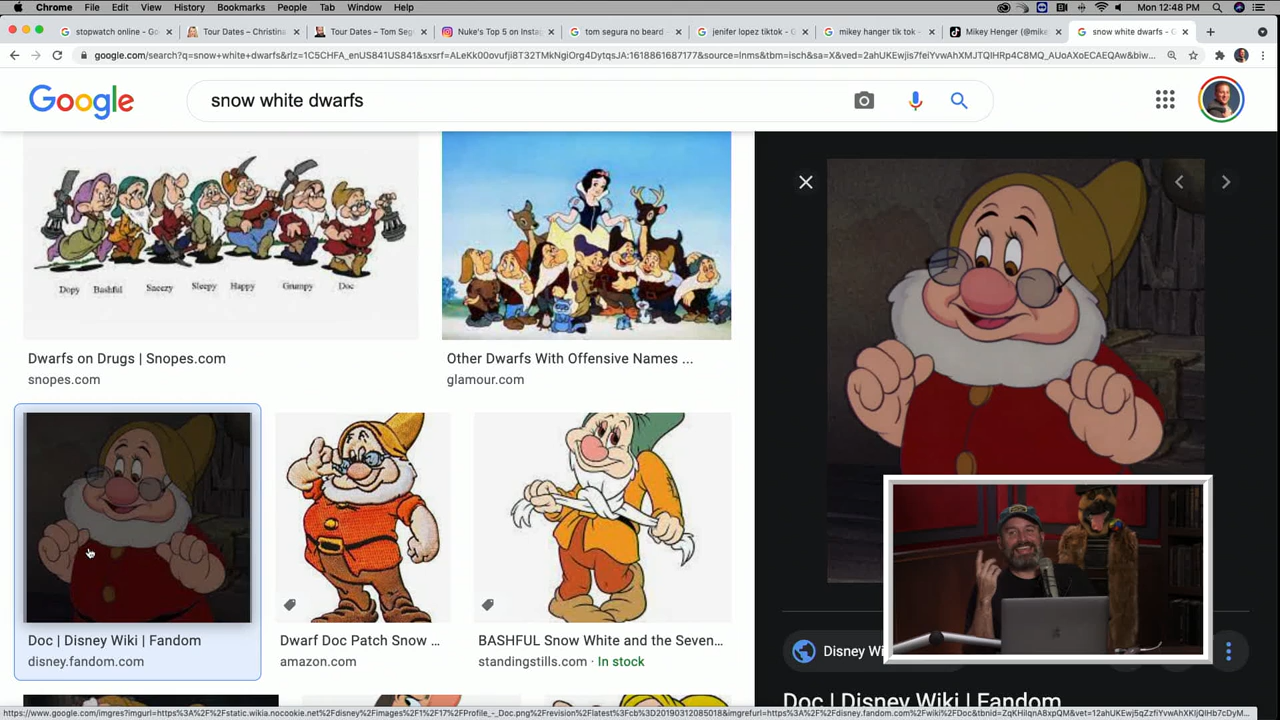 Chrome File Edit View History Bookmarks People Tab Window Help Mon 12:48 PM
stopwatch online - Go Tour Dates – Christina Tour Dates – Tom Seg Nuke's Top 5 on Insta tom segura no beard - jenifer lopez tiktok - G mikey hanger tik tok - Mikey Henger (@mike snow white dwarfs - G
Google
snow white dwarfs
Dopy Bashful Sneezy Sleepy Happy Grumpy Doc
Dwarfs on Drugs | Snopes.com
snopes.com
Other Dwarfs With Offensive Names ...
glamour.com
Doc | Disney Wiki | Fandom
disney.fandom.com
Dwarf Doc Patch Snow ...
amazon.com
BASHFUL Snow White and the Seven...
standingstills.com · In stock
Disney Wi
Doc | Disney Wiki | Fandom